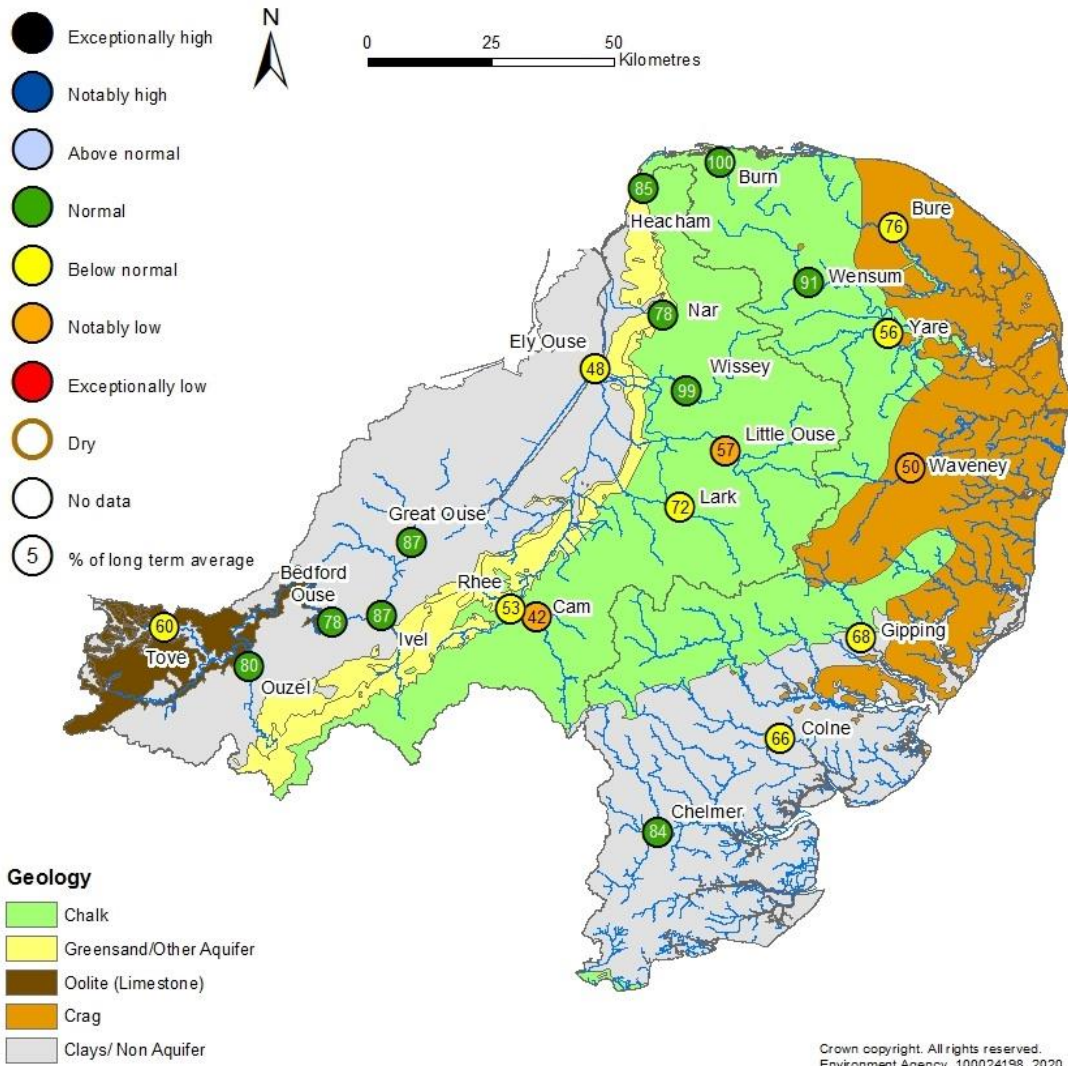 Exceptionally high
Notably high
Above normal
Normal
Below normal
Notably low
Exceptionally low
Dry
No data
5 % of long term average
N
0 25 50
Kilometres
100
Burn
85
Heacham
76
Bure
91
Wensum
78
Nar
56
Yare
Ely Ouse
48
Wissey
99
Little Ouse
57
50
Waveney
Lark
72
Great Ouse
87
Bedford
Ouse
78
87
Ivel
Rhee
53
42
Cam
60
Tove
80
Ouzel
68
Gipping
66
Colne
Chelmer
84
Geology
Chalk
Greensand/Other Aquifer
Oolite (Limestone)
Crag
Clays/ Non Aquifer
Crown copyright. All rights reserved.
Environment Agency, 100024198, 2020